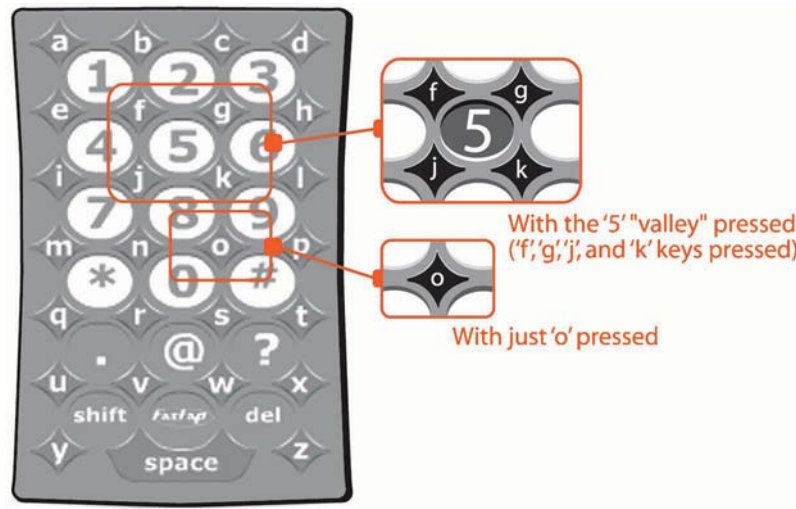 a b c d
1 2 3
e f g h
4 5 6
i j k l
7 8 9
m n o p
* 0 #
q r s t
. @ ?
u v w x
shift Fastap del
y space z
f g
5
j k
With the '5' "valley" pressed
('f', 'g', 'j', and 'k' keys pressed)
o
With just 'o' pressed